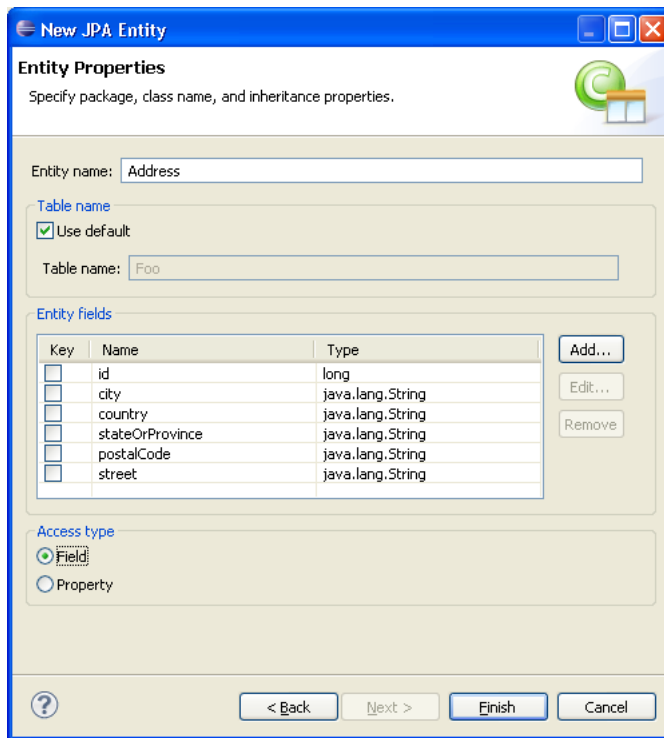 New JPA Entity
Entity Properties
Specify package, class name, and inheritance properties.
Entity name: Address
Table name
Use default
Table name: Foo
Entity fields
Key Name Type Add...
id long
city java.lang.String Edit...
country java.lang.String
stateOrProvince java.lang.String Remove
postalCode java.lang.String
street java.lang.String
Access type
Field
Property
? < Back Next > Finish Cancel